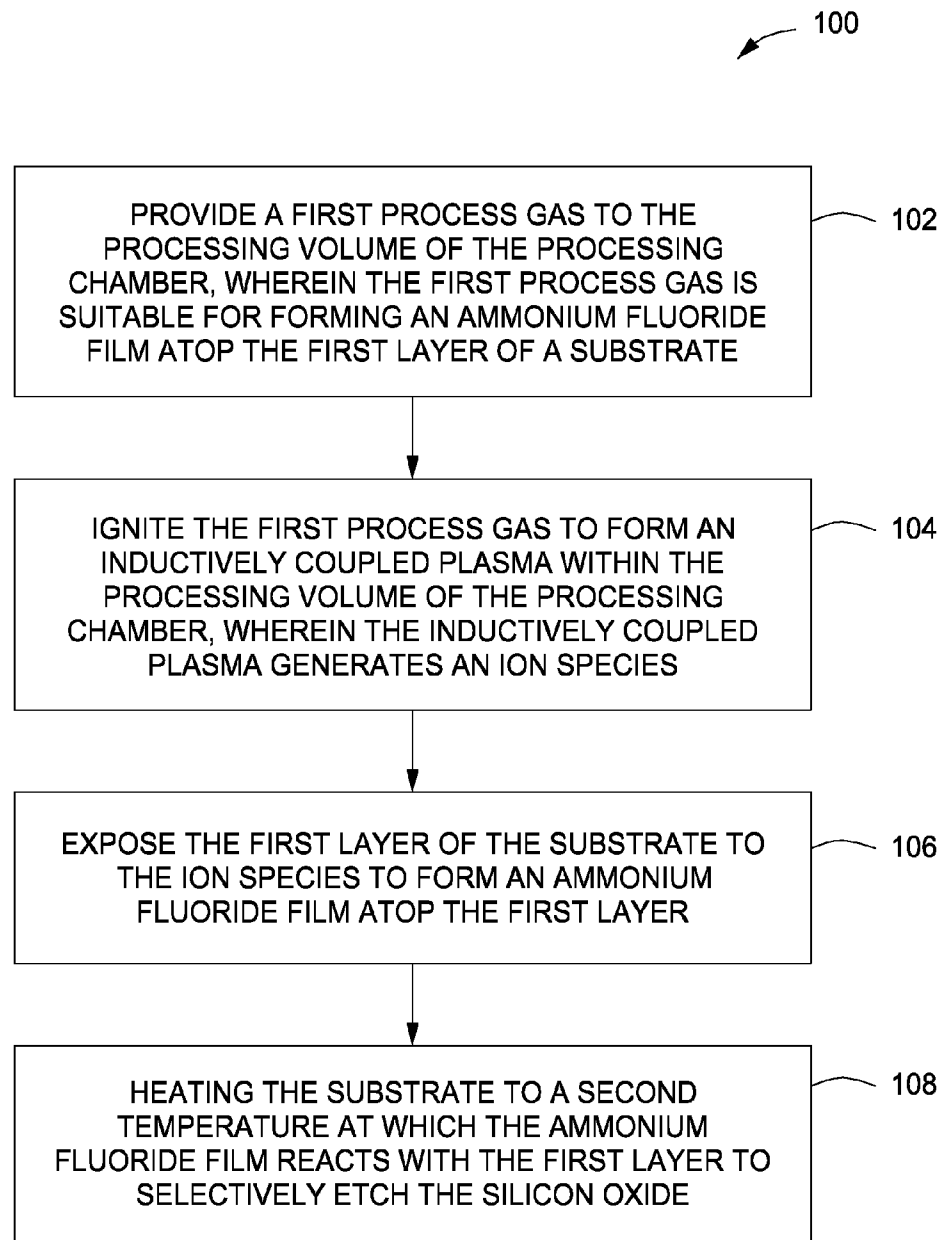 100
PROVIDE A FIRST PROCESS GAS TO THE
PROCESSING VOLUME OF THE PROCESSING
CHAMBER, WHEREIN THE FIRST PROCESS GAS IS
SUITABLE FOR FORMING AN AMMONIUM FLUORIDE
FILM ATOP THE FIRST LAYER OF A SUBSTRATE
102
IGNITE THE FIRST PROCESS GAS TO FORM AN
INDUCTIVELY COUPLED PLASMA WITHIN THE
PROCESSING VOLUME OF THE PROCESSING
CHAMBER, WHEREIN THE INDUCTIVELY COUPLED
PLASMA GENERATES AN ION SPECIES
104
EXPOSE THE FIRST LAYER OF THE SUBSTRATE TO
THE ION SPECIES TO FORM AN AMMONIUM
FLUORIDE FILM ATOP THE FIRST LAYER
106
HEATING THE SUBSTRATE TO A SECOND
TEMPERATURE AT WHICH THE AMMONIUM
FLUORIDE FILM REACTS WITH THE FIRST LAYER TO
SELECTIVELY ETCH THE SILICON OXIDE
108